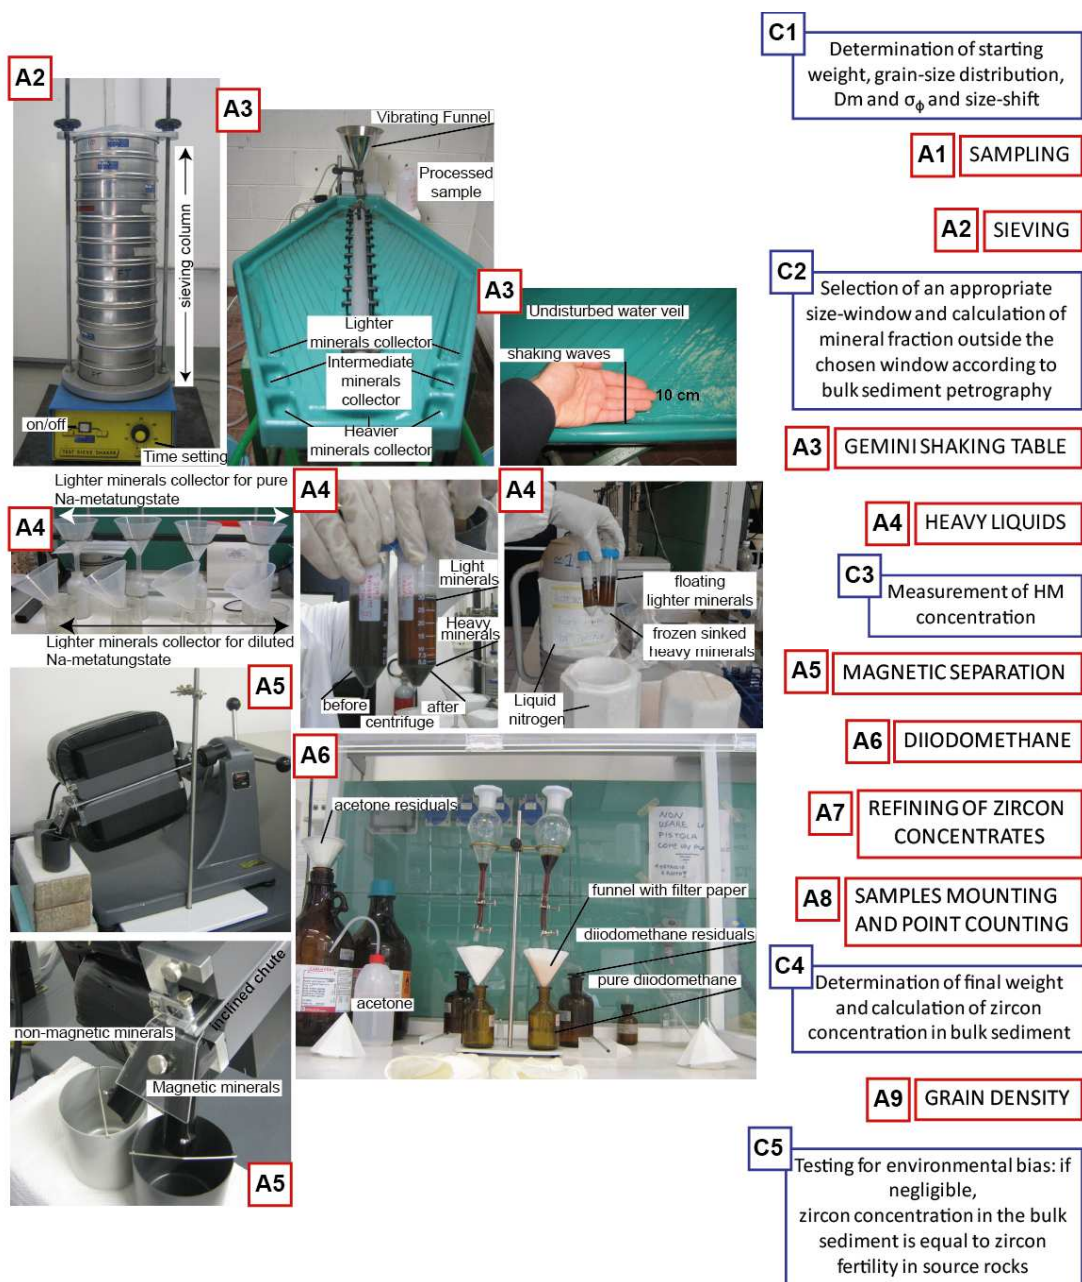 A2
sieving column
on/off
Time setting
A3
Vibrating Funnel
Processed
sample
Lighter
minerals collector
Intermediate
minerals
collector
Heavier
minerals collector
A3
Undisturbed water veil
shaking waves
10 cm
Lighter minerals collector for pure
Na-metatungstate
A4
Lighter minerals collector for diluted
Na-metatungstate
A4
Light
minerals
Heavy
minerals
before
after
centrifuge
A4
floating
lighter minerals
frozen sinked
heavy minerals
Liquid
nitrogen
A5
A6
acetone residuals
NON
funnel with filter paper
diiodomethane residuals
pure diiodomethane
acetone
inclined chute
non-magnetic minerals
Magnetic minerals
A5
C1
Determination of starting
weight, grain-size distribution,
Dm and σϕ and size-shift
A1 SAMPLING
A2 SIEVING
C2
Selection of an appropriate
size-window and calculation of
mineral fraction outside the
chosen window according to
bulk sediment petrography
A3 GEMINI SHAKING TABLE
A4 HEAVY LIQUIDS
C3
Measurement of HM
concentration
A5 MAGNETIC SEPARATION
A6 DIIODOMETHANE
A7 REFINING OF ZIRCON
CONCENTRATES
A8 SAMPLES MOUNTING
AND POINT COUNTING
C4
Determination of final weight
and calculation of zircon
concentration in bulk sediment
A9 GRAIN DENSITY
C5
Testing for environmental bias: if
negligible,
zircon concentration in the bulk
sediment is equal to zircon
fertility in source rocks